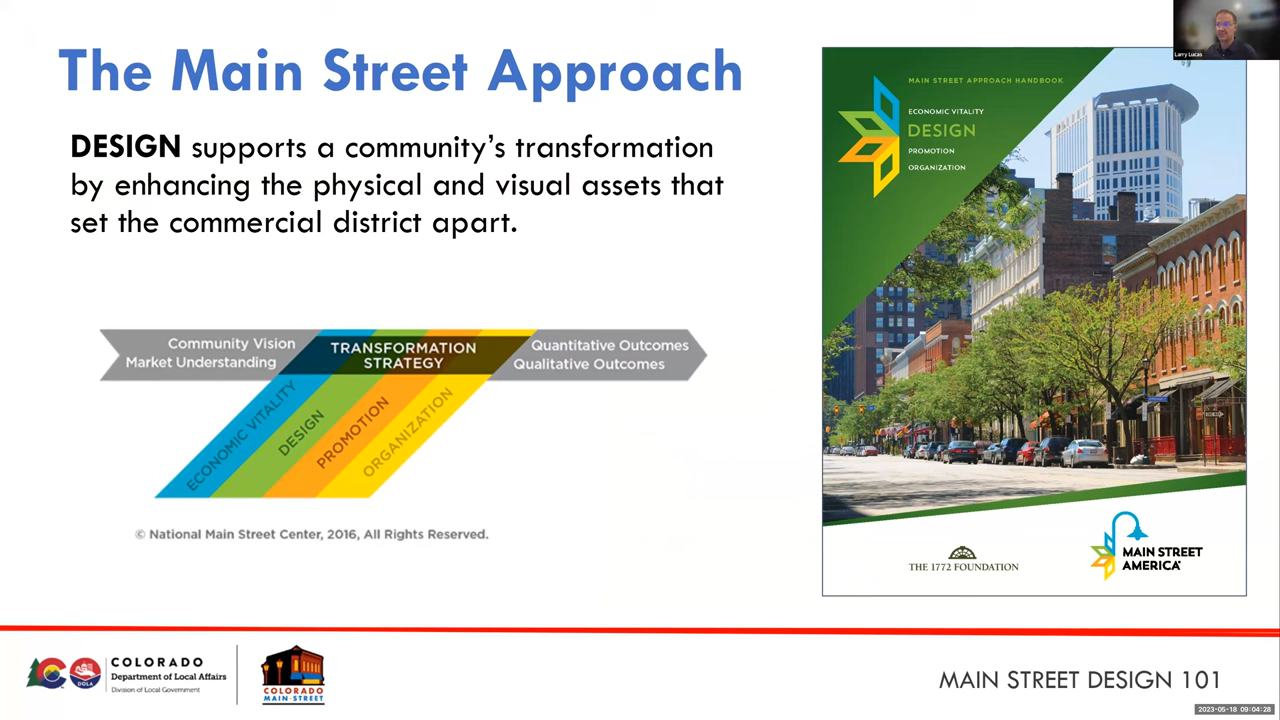 The Main Street Approach
DESIGN supports a community's transformation
by enhancing the physical and visual assets that
set the commercial district apart.
Community Vision
Market Understanding
TRANSFORMATION
STRATEGY
Quantitative Outcomes
Qualitative Outcomes
ECONOMIC VITALITY
DESIGN
PROMOTION
ORGANIZATION
© National Main Street Center, 2016, All Rights Reserved.
MAIN STREET APPROACH HANDBOOK
ECONOMIC VITALITY
DESIGN
PROMOTION
ORGANIZATION
THE 1772 FOUNDATION
MAIN STREET
AMERICA
Larry Lucas
COLORADO
Department of Local Affairs
Division of Local Government
DOLA
COLORADO
MAIN STREET
MAIN STREET DESIGN 101
2023-05-18 09:04:28